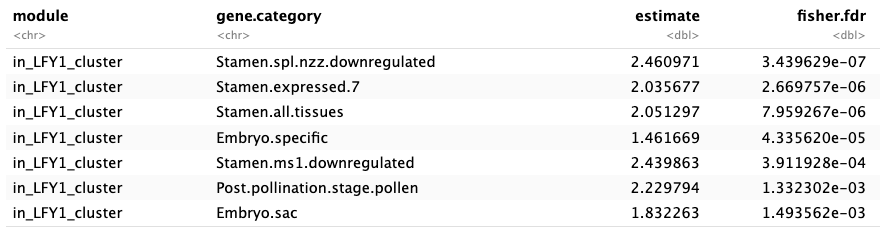 module gene.category estimate fisher.fdr
<chr> <chr> <dbl> <dbl>
in_LFY1_cluster Stamen.spl.nzz.downregulated 2.460971 3.439629e-07
in_LFY1_cluster Stamen.expressed.7 2.035677 2.669757e-06
in_LFY1_cluster Stamen.all.tissues 2.051297 7.959267e-06
in_LFY1_cluster Embryo.specific 1.461669 4.335620e-05
in_LFY1_cluster Stamen.ms1.downregulated 2.439863 3.911928e-04
in_LFY1_cluster Post.pollination.stage.pollen 2.229794 1.332302e-03
in_LFY1_cluster Embryo.sac 1.832263 1.493562e-03